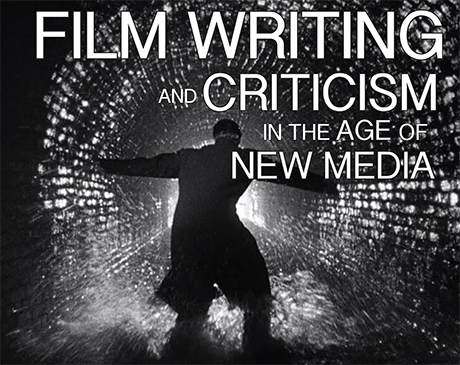 FILM WRITING
AND CRITICISM
IN THE AGE OF
NEW MEDIA